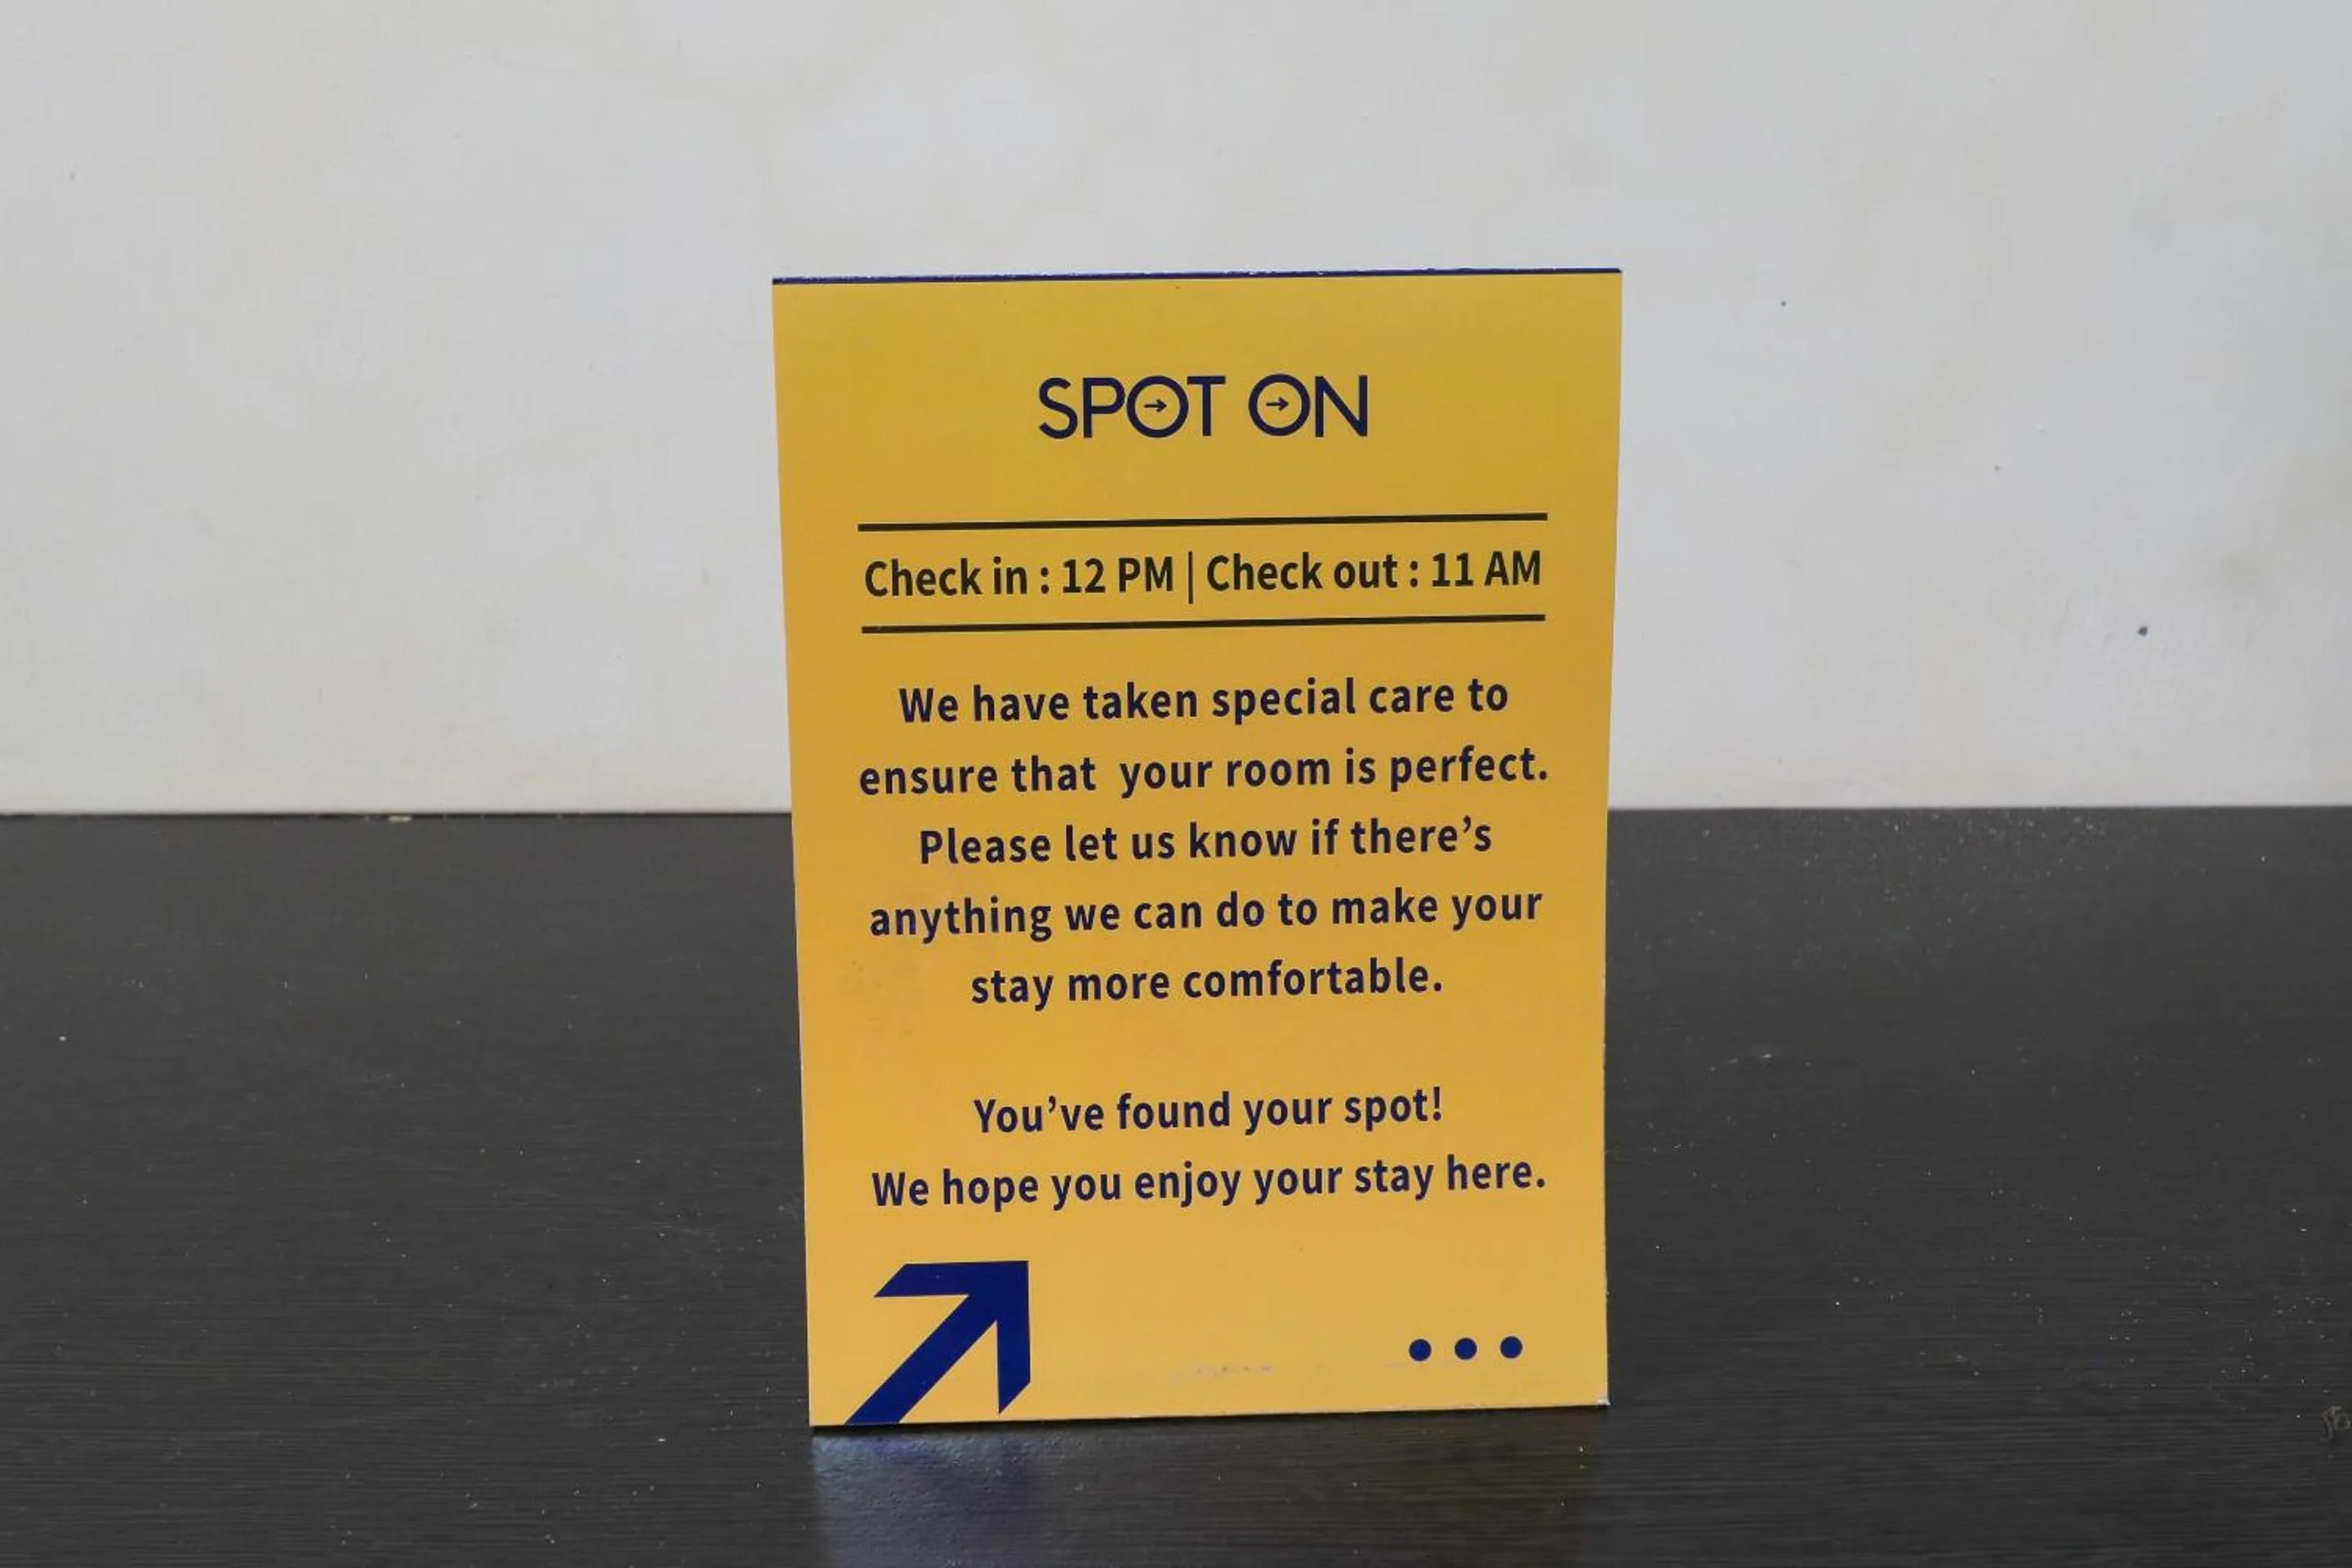 SPOT ON
Check in : 12 PM | Check out : 11 AM
We have taken special care to
ensure that  your room is perfect.
Please let us know if there’s
anything we can do to make your
stay more comfortable.
You’ve found your spot!
We hope you enjoy your stay here.